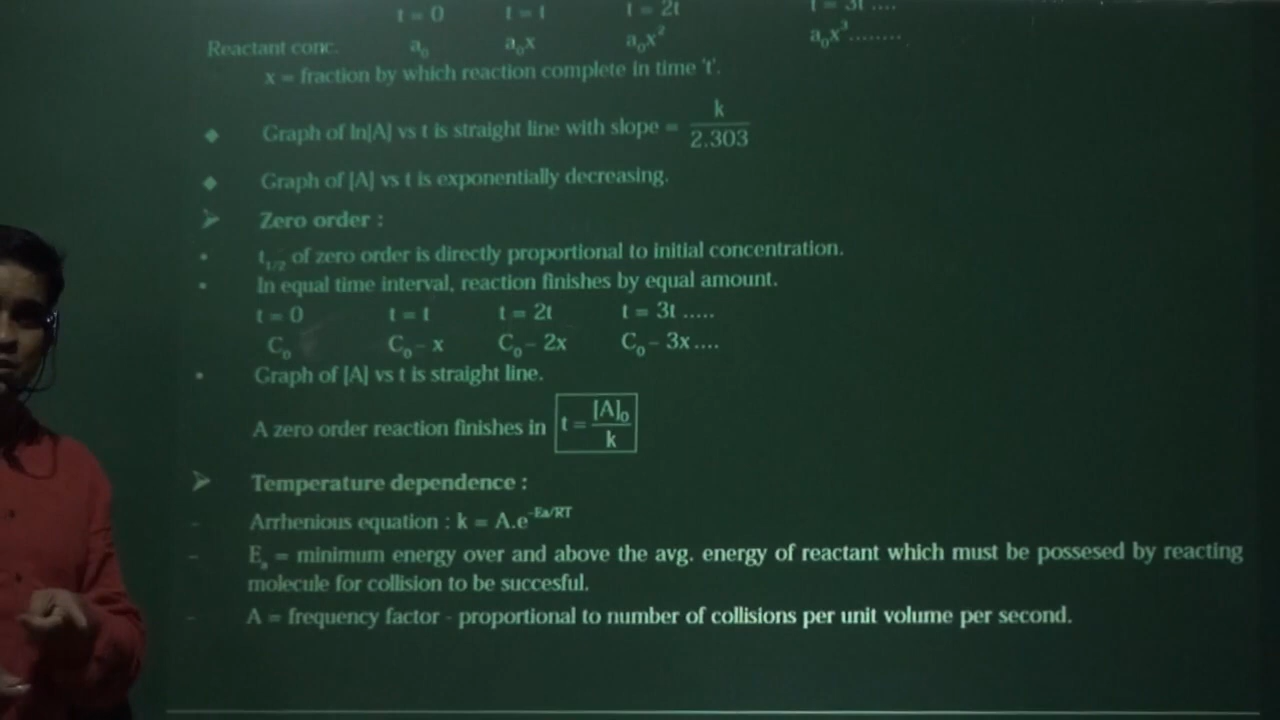 t = 0 t = t t = 2t t = 3t ....
Reactant conc. a₀ a₀x a₀x² a₀x³........
x = fraction by which reaction complete in time 't'.
◆ Graph of ln[A] vs t is straight line with slope = k/2.303
◆ Graph of [A] vs t is exponentially decreasing.
➢ Zero order :
• t₁/₂ of zero order is directly proportional to initial concentration.
• In equal time interval, reaction finishes by equal amount.
t = 0 t = t t = 2t t = 3t .....
C₀ C₀ – x C₀ – 2x C₀ – 3x ....
• Graph of [A] vs t is straight line.
A zero order reaction finishes in t = [A]₀/k
➢ Temperature dependence :
- Arrhenious equation : k = A.e^-Ea/RT
- Eₐ = minimum energy over and above the avg. energy of reactant which must be possesed by reacting
molecule for collision to be succesful.
- A = frequency factor - proportional to number of collisions per unit volume per second.